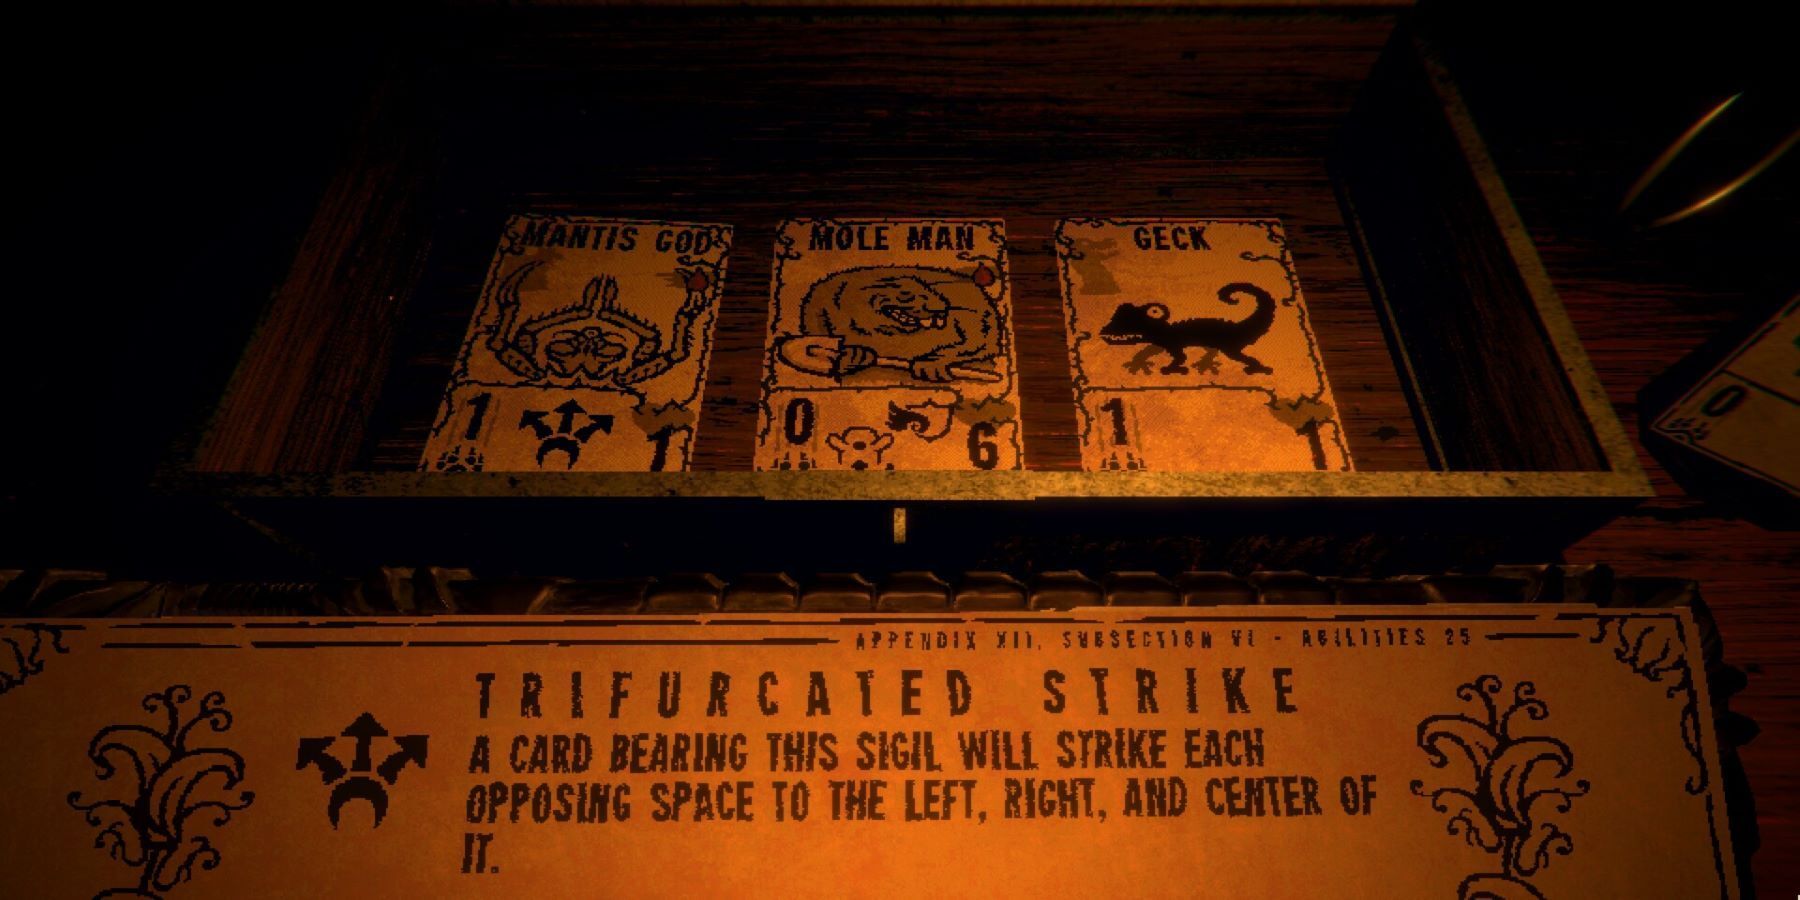 MANTIS GOD
MOLE MAN
GECK
1
1
0
6
1
1
0
APPENDIX XII, SUBSECTION VI - ABILITIES 25
TRIFURCATED STRIKE
A CARD BEARING THIS SIGIL WILL STRIKE EACH
OPPOSING SPACE TO THE LEFT, RIGHT, AND CENTER OF
IT.